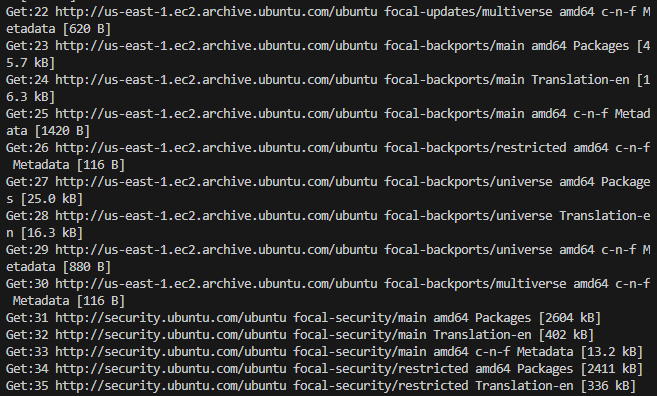 Get:22 http://us-east-1.ec2.archive.ubuntu.com/ubuntu focal-updates/multiverse amd64 c-n-f M
etadata [620 B]
Get:23 http://us-east-1.ec2.archive.ubuntu.com/ubuntu focal-backports/main amd64 Packages [4
5.7 kB]
Get:24 http://us-east-1.ec2.archive.ubuntu.com/ubuntu focal-backports/main Translation-en [1
6.3 kB]
Get:25 http://us-east-1.ec2.archive.ubuntu.com/ubuntu focal-backports/main amd64 c-n-f Metad
ata [1420 B]
Get:26 http://us-east-1.ec2.archive.ubuntu.com/ubuntu focal-backports/restricted amd64 c-n-f
 Metadata [116 B]
Get:27 http://us-east-1.ec2.archive.ubuntu.com/ubuntu focal-backports/universe amd64 Package
s [25.0 kB]
Get:28 http://us-east-1.ec2.archive.ubuntu.com/ubuntu focal-backports/universe Translation-e
n [16.3 kB]
Get:29 http://us-east-1.ec2.archive.ubuntu.com/ubuntu focal-backports/universe amd64 c-n-f M
etadata [880 B]
Get:30 http://us-east-1.ec2.archive.ubuntu.com/ubuntu focal-backports/multiverse amd64 c-n-f
 Metadata [116 B]
Get:31 http://security.ubuntu.com/ubuntu focal-security/main amd64 Packages [2604 kB]
Get:32 http://security.ubuntu.com/ubuntu focal-security/main Translation-en [402 kB]
Get:33 http://security.ubuntu.com/ubuntu focal-security/main amd64 c-n-f Metadata [13.2 kB]
Get:34 http://security.ubuntu.com/ubuntu focal-security/restricted amd64 Packages [2411 kB]
Get:35 http://security.ubuntu.com/ubuntu focal-security/restricted Translation-en [336 kB]